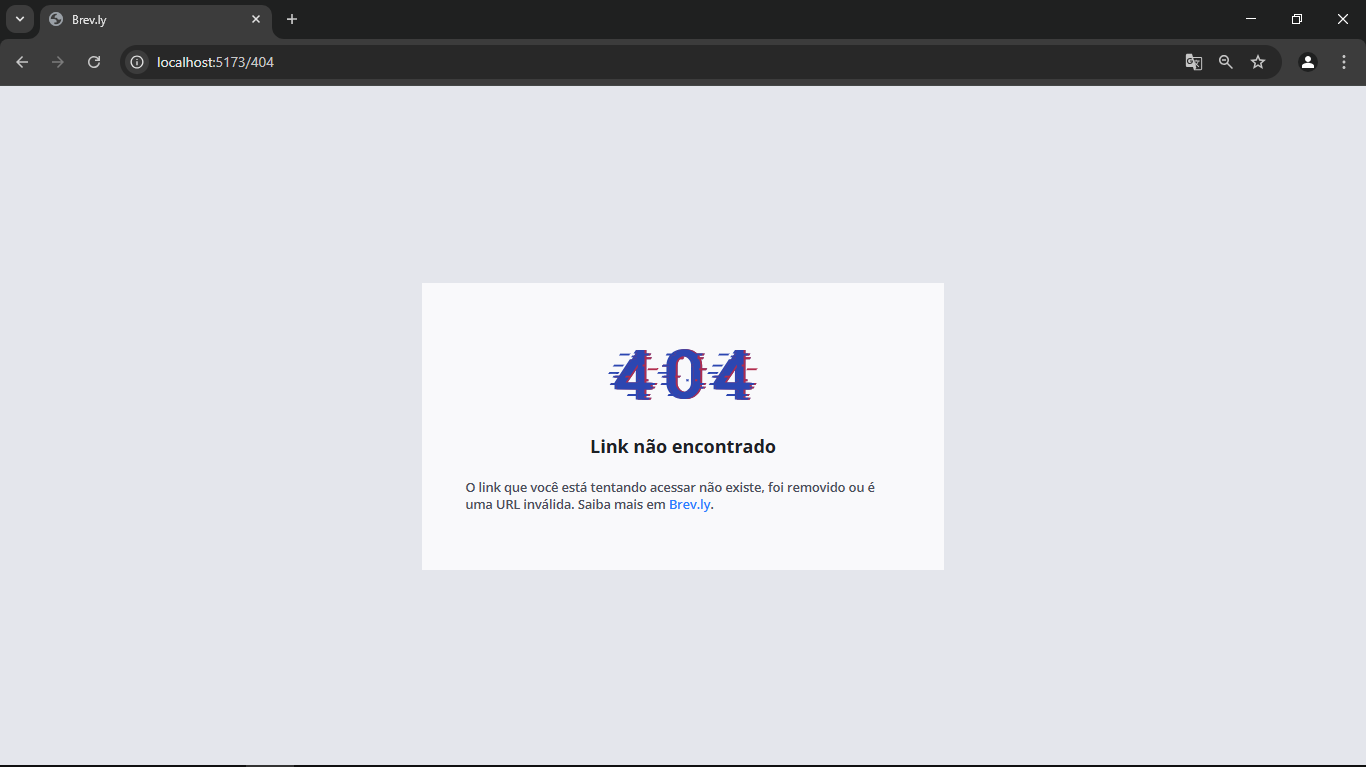 Brev.ly
localhost:5173/404
404
Link não encontrado
O link que você está tentando acessar não existe, foi removido ou é
uma URL inválida. Saiba mais em Brev.ly.